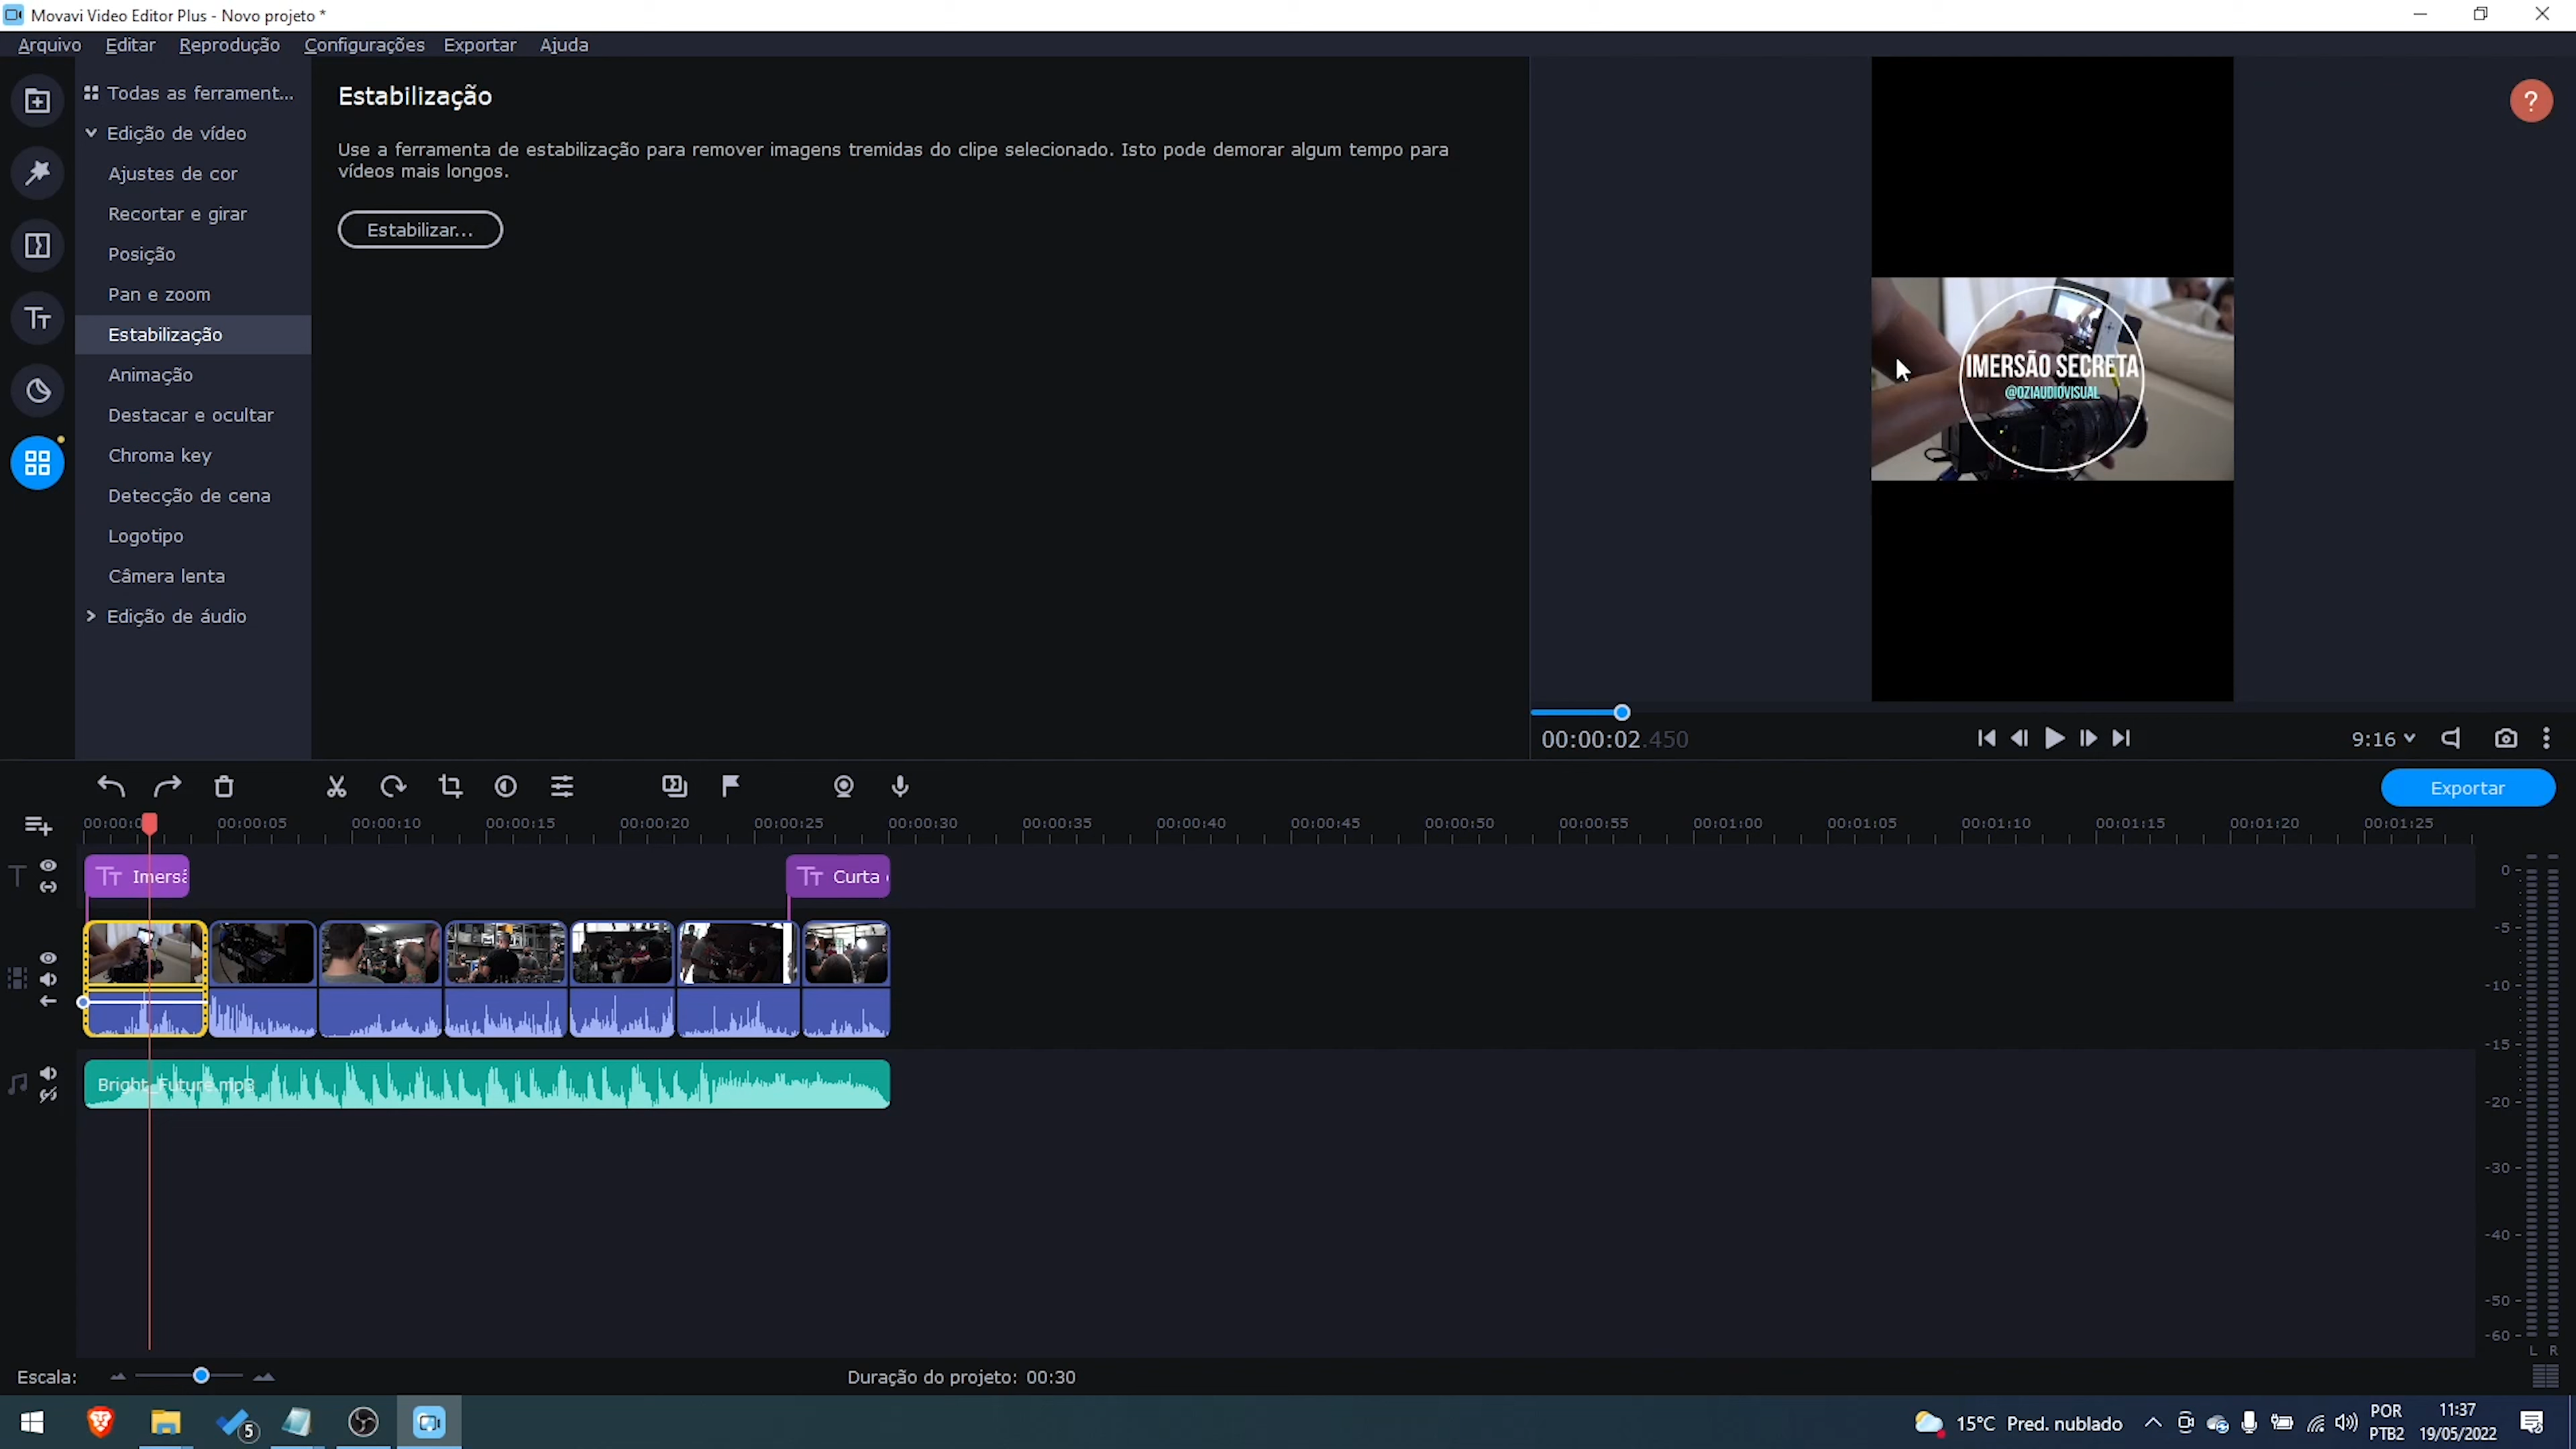 Movavi Video Editor Plus - Novo projeto *
Arquivo Editar Reprodução Configurações Exportar Ajuda
Todas as ferrament...
Edição de vídeo
Ajustes de cor
Recortar e girar
Posição
Pan e zoom
Estabilização
Animação
Destacar e ocultar
Chroma key
Detecção de cena
Logotipo
Câmera lenta
Edição de áudio
Estabilização
Use a ferramenta de estabilização para remover imagens tremidas do clipe selecionado. Isto pode demorar algum tempo para
vídeos mais longos.
Estabilizar...
?
IMERSÃO SECRETA
@OZIAUDIOVISUAL
00:00:02.450
9:16
Exportar
00:00:0 00:00:05 00:00:10 00:00:15 00:00:20 00:00:25 00:00:30 00:00:35 00:00:40 00:00:45 00:00:50 00:00:55 00:01:00 00:01:05 00:01:10 00:01:15 00:01:20 00:01:25
Imersã
Curta
Bright_Future.mp3
0
-5
-10
-15
-20
-30
-40
-50
-60
L R
Escala:
Duração do projeto: 00:30
5
15°C Pred. nublado
POR
PTB2
11:37
19/05/2022